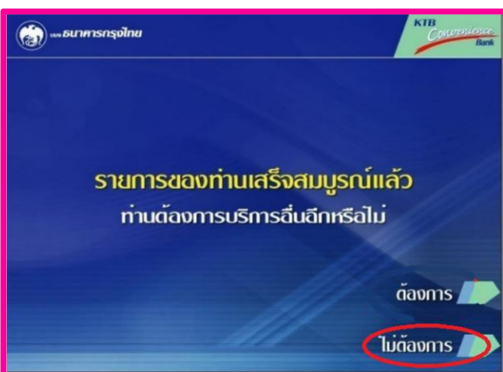 ธนาคารกรุงไทย
KTB
Convenience
Bank
รายการของท่านเสร็จสมบูรณ์แล้ว
ท่านต้องการบริการอื่นอีกหรือไม่
ต้องการ
ไม่ต้องการ